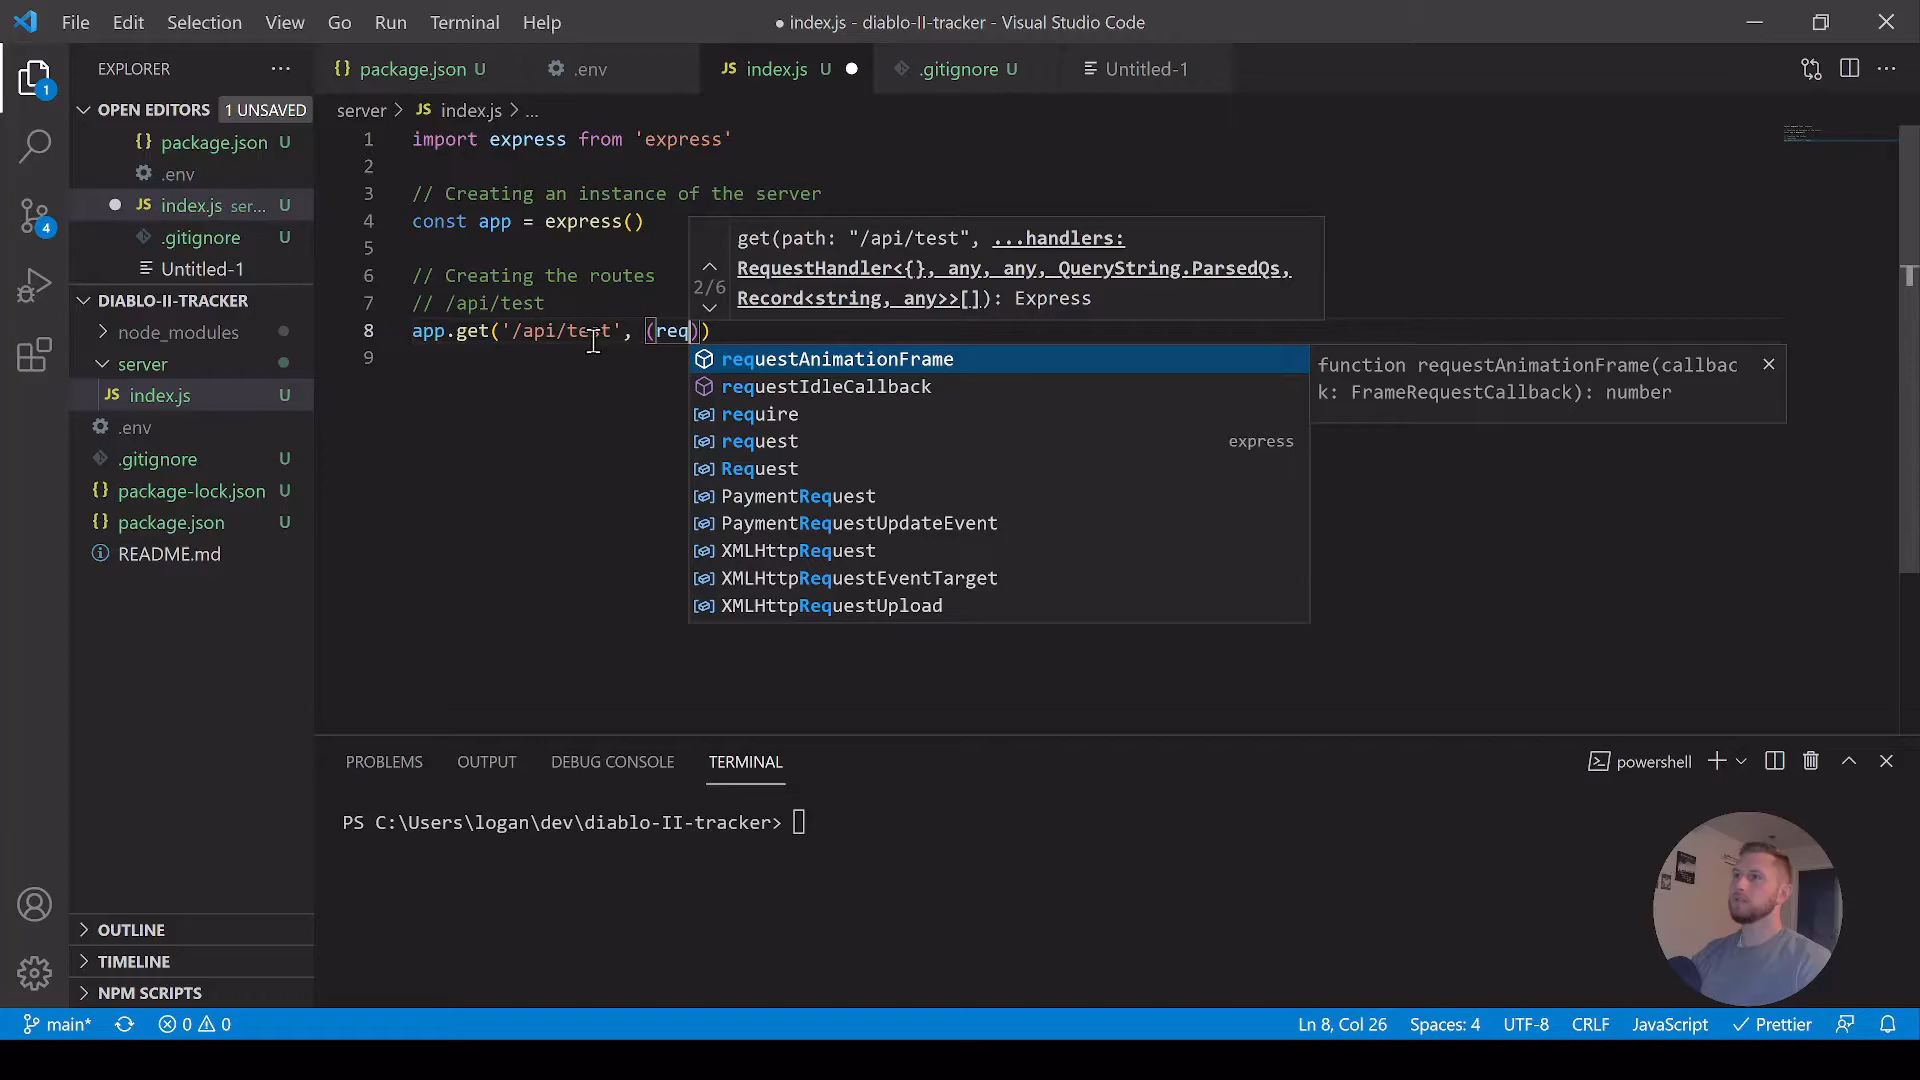 File Edit Selection View Go Run Terminal Help
● index.js - diablo-II-tracker - Visual Studio Code
EXPLORER
OPEN EDITORS 1 UNSAVED
package.json U
.env
index.js ser... U
.gitignore U
Untitled-1
DIABLO-II-TRACKER
node_modules
server
index.js U
.env
.gitignore U
package-lock.json U
package.json U
README.md
OUTLINE
TIMELINE
NPM SCRIPTS
1
4
package.json U .env index.js U .gitignore U Untitled-1
server > JS index.js > ...
1 import express from 'express'
2
3 // Creating an instance of the server
4 const app = express()
5
6 // Creating the routes
7 // /api/test
8 app.get('/api/test', (req))
9
2/6
get(path: "/api/test", ...handlers:
RequestHandler<{}, any, any, QueryString.ParsedQs,
Record<string, any>>[]): Express
requestAnimationFrame
requestIdleCallback
require
request express
Request
PaymentRequest
PaymentRequestUpdateEvent
XMLHttpRequest
XMLHttpRequestEventTarget
XMLHttpRequestUpload
function requestAnimationFrame(callbac
k: FrameRequestCallback): number
PROBLEMS OUTPUT DEBUG CONSOLE TERMINAL
powershell
PS C:\Users\logan\dev\diablo-II-tracker>
main* 0 0
Ln 8, Col 26 Spaces: 4 UTF-8 CRLF JavaScript Prettier